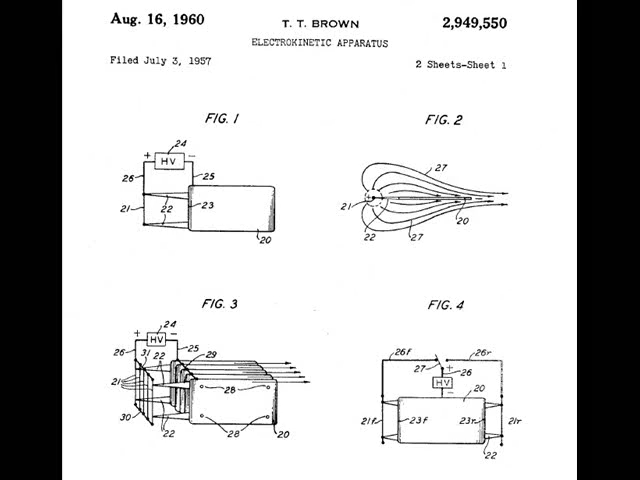 Aug. 16, 1960
T. T. BROWN
2,949,550
ELECTROKINETIC APPARATUS
Filed July 3, 1957
2 Sheets-Sheet 1
FIG. 1
24
+ HV −
26
25
21
22
23
22
20
FIG. 2
27
21
22
27
20
FIG. 3
24
+ HV −
26
31
22
25
29
21
28
30
22
28
20
FIG. 4
26f
26r
27
+
26
HV
−
20
21f
23f
23r
21r
22